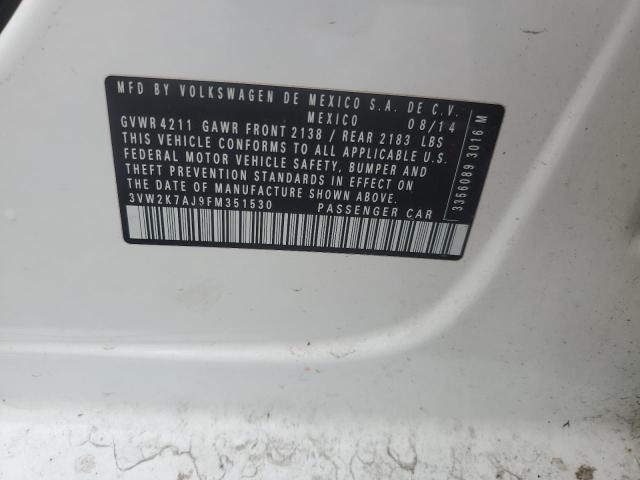 MFD BY VOLKSWAGEN DE MEXICO S.A. DE C.V.
MEXICO 08/14
GVWR 4211 GAWR FRONT 2138 / REAR 2183 LBS
THIS VEHICLE CONFORMS TO ALL APPLICABLE U.S.
FEDERAL MOTOR VEHICLE SAFETY, BUMPER AND
THEFT PREVENTION STANDARDS IN EFFECT ON
THE DATE OF MANUFACTURE SHOWN ABOVE.
3VW2K7AJ9FM351530 PASSENGER CAR
3356089 3016 M